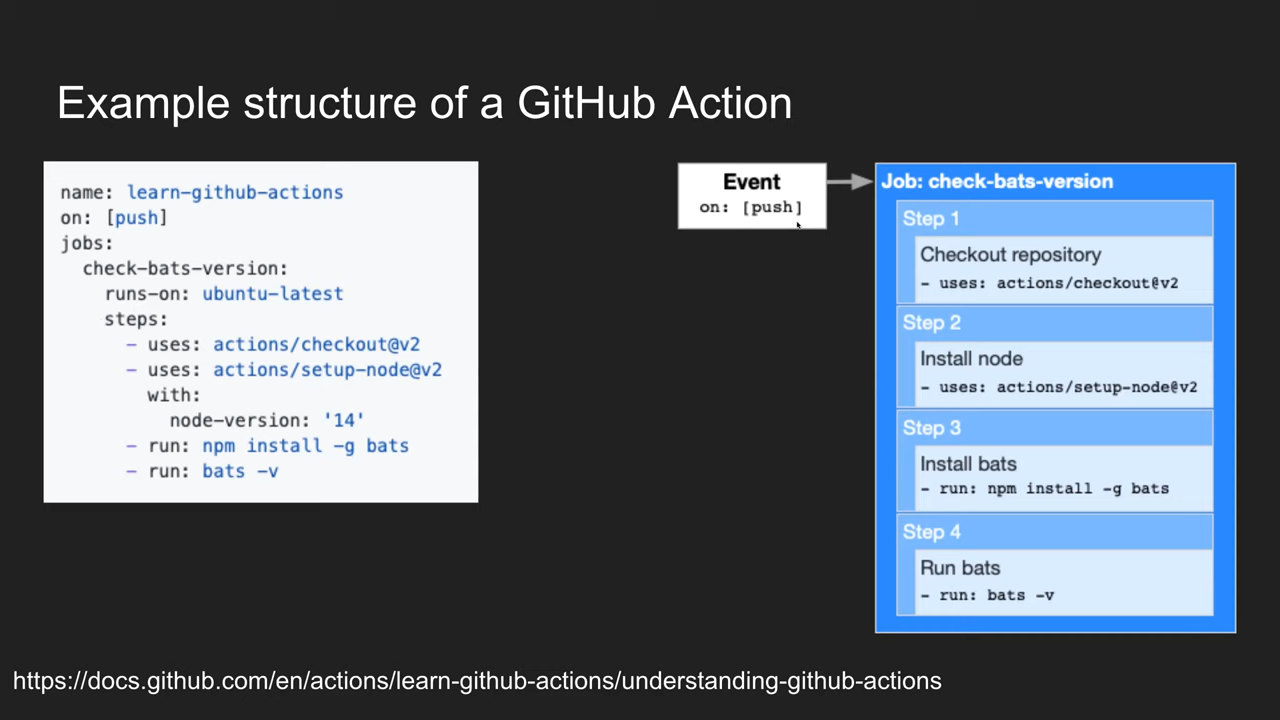 Example structure of a GitHub Action
name: learn-github-actions
on: [push]
jobs:
check-bats-version:
runs-on: ubuntu-latest
steps:
- uses: actions/checkout@v2
- uses: actions/setup-node@v2
with:
node-version: '14'
- run: npm install -g bats
- run: bats -v
Event
on: [push]
Job: check-bats-version
Step 1
Checkout repository
- uses: actions/checkout@v2
Step 2
Install node
- uses: actions/setup-node@v2
Step 3
Install bats
- run: npm install -g bats
Step 4
Run bats
- run: bats -v
https://docs.github.com/en/actions/learn-github-actions/understanding-github-actions